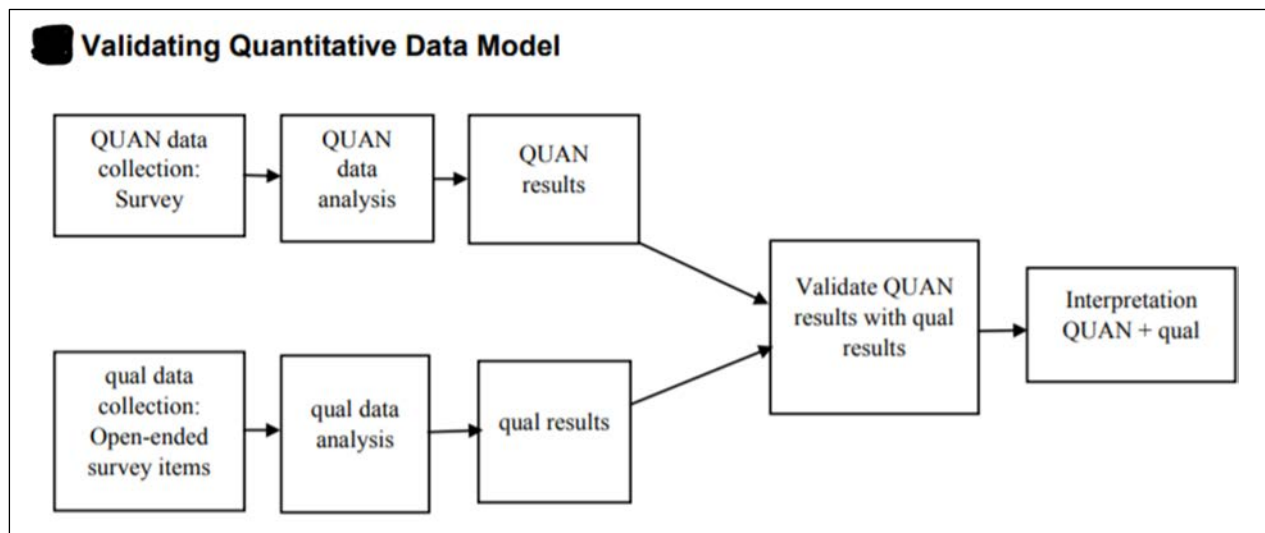 Validating Quantitative Data Model
QUAN data
collection:
Survey
QUAN
data
analysis
QUAN
results
Validate QUAN
results with qual
results
Interpretation
QUAN + qual
qual data
collection:
Open-ended
survey items
qual data
analysis
qual results